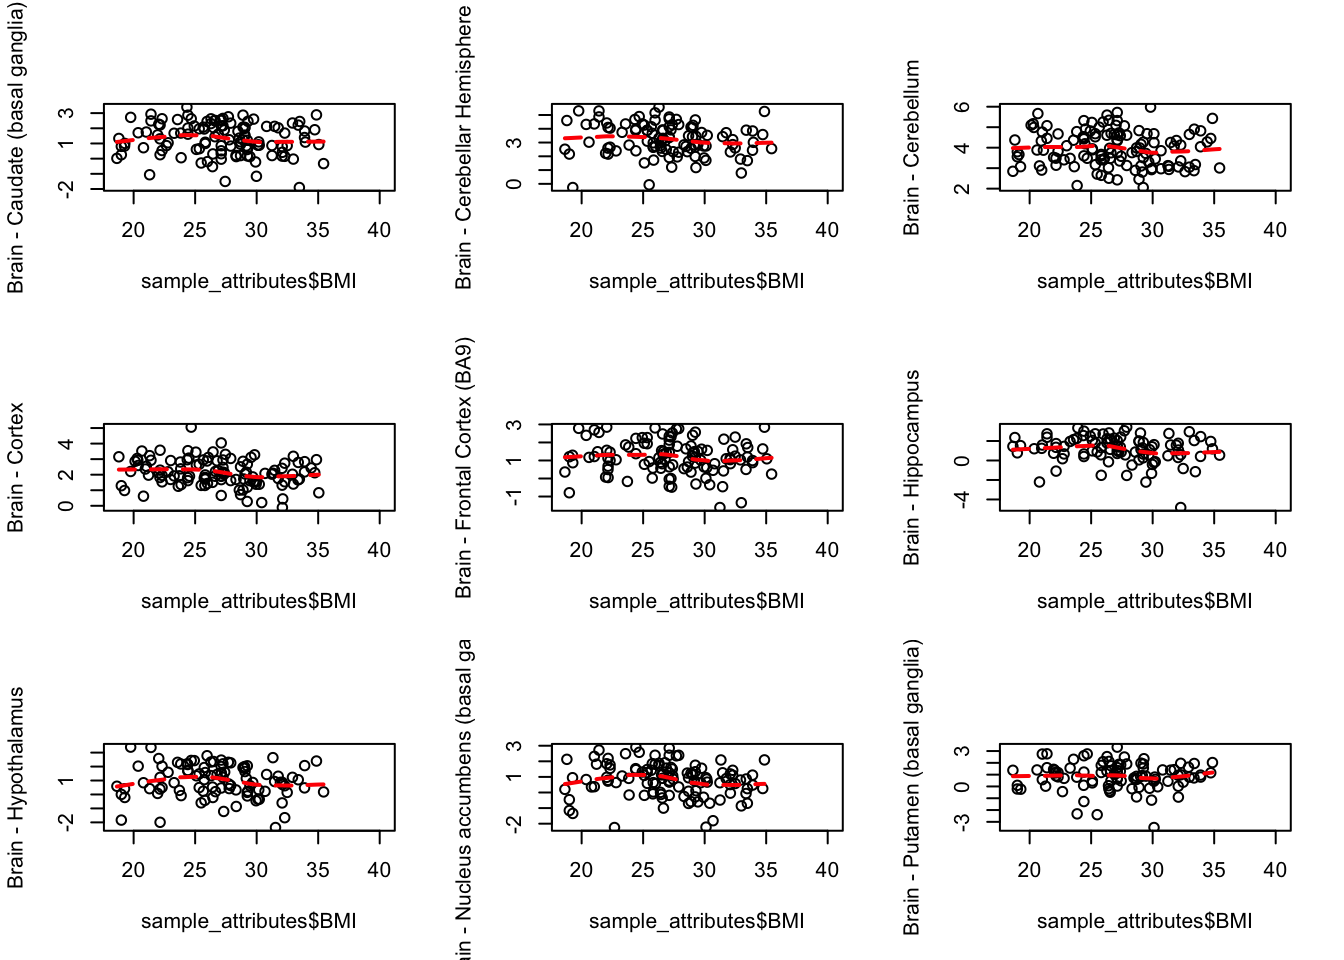 Brain - Caudate (basal ganglia)
3
1
-2
20 25 30 35 40
sample_attributes$BMI
Brain - Cerebellar Hemisphere
3
0
20 25 30 35 40
sample_attributes$BMI
Brain - Cerebellum
6
4
2
20 25 30 35 40
sample_attributes$BMI
Brain - Cortex
4
2
0
20 25 30 35 40
sample_attributes$BMI
Brain - Frontal Cortex (BA9)
3
1
-1
20 25 30 35 40
sample_attributes$BMI
Brain - Hippocampus
0
-4
20 25 30 35 40
sample_attributes$BMI
Brain - Hypothalamus
1
-2
20 25 30 35 40
sample_attributes$BMI
ain - Nucleus accumbens (basal ga
3
1
-2
20 25 30 35 40
sample_attributes$BMI
Brain - Putamen (basal ganglia)
3
0
-3
20 25 30 35 40
sample_attributes$BMI